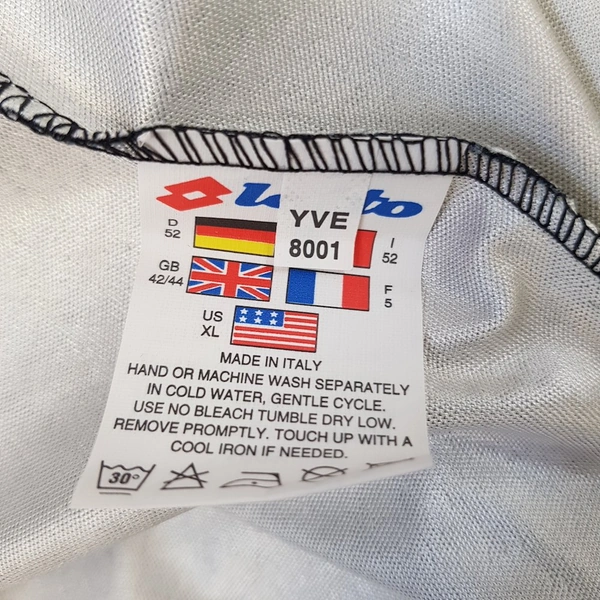 Lotto
YVE
8001
D
52
I
52
GB
42/44
F
5
US
XL
MADE IN ITALY
HAND OR MACHINE WASH SEPARATELY
IN COLD WATER, GENTLE CYCLE.
USE NO BLEACH TUMBLE DRY LOW.
REMOVE PROMPTLY. TOUCH UP WITH A
COOL IRON IF NEEDED.
30°